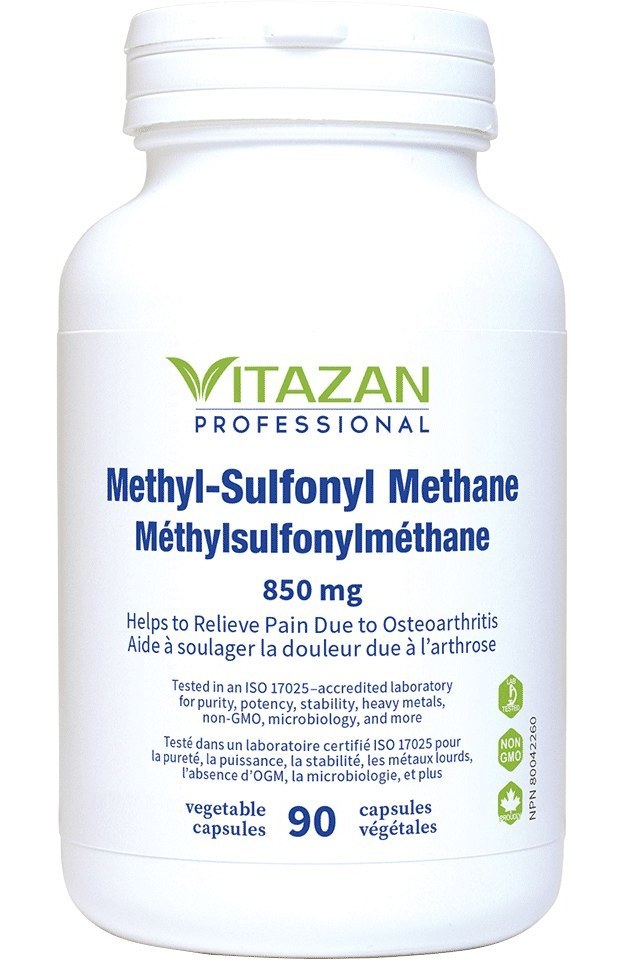 VITAZAN
PROFESSIONAL
Methyl-Sulfonyl Methane
Méthylsulfonylméthane
850 mg
Helps to Relieve Pain Due to Osteoarthritis
Aide à soulager la douleur due à l'arthrose
Tested in an ISO 17025–accredited laboratory
for purity, potency, stability, heavy metals,
non-GMO, microbiology, and more
Testé dans un laboratoire certifié ISO 17025 pour
la pureté, la puissance, la stabilité, les métaux lourds,
l'absence d'OGM, la microbiologie, et plus
vegetable
capsules
90
capsules
végétales
LAB
TESTED
NON
GMO
PROUDLY
NPN 80042260